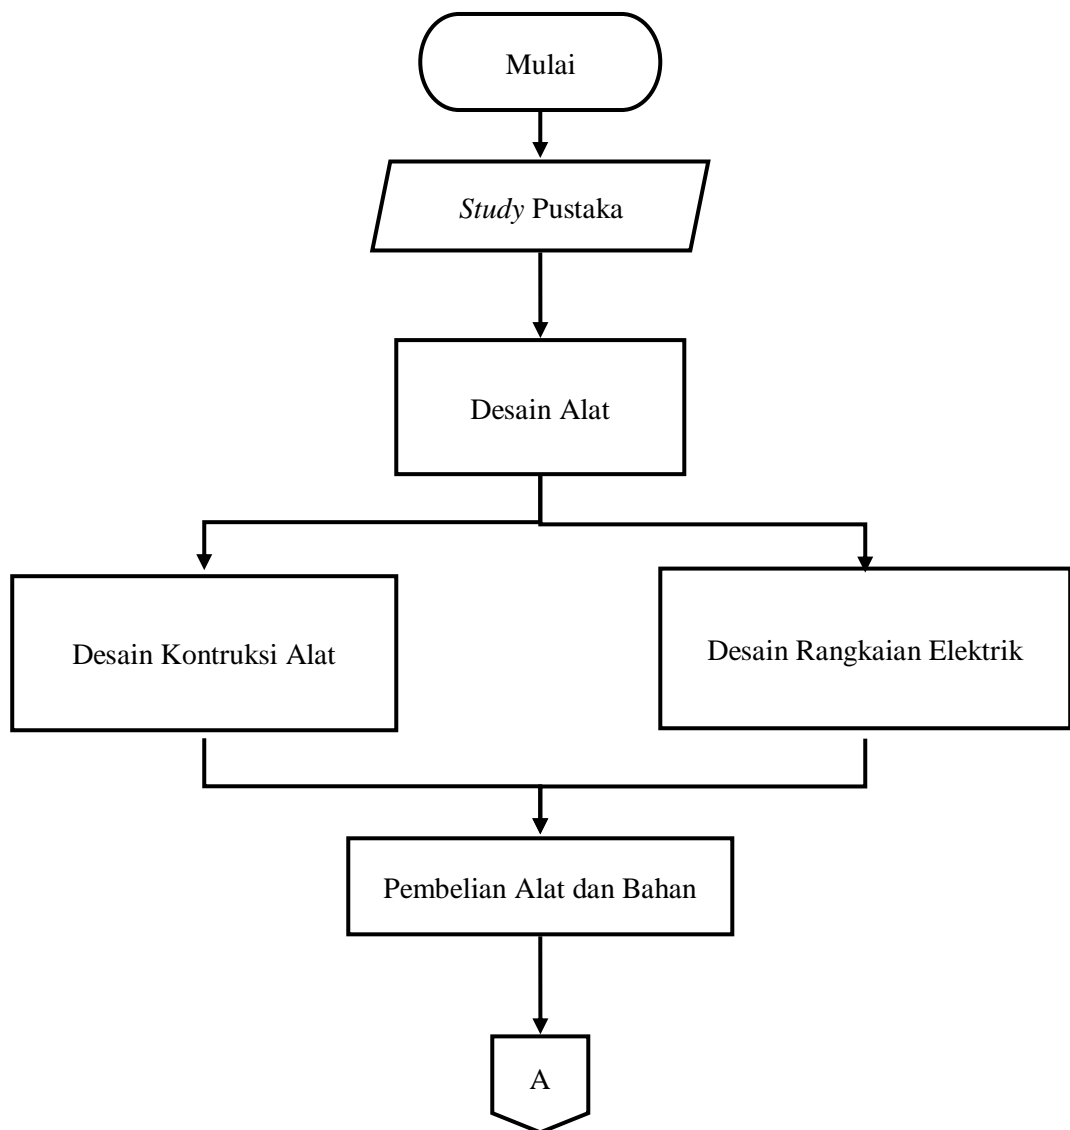 Mulai
Study Pustaka
Desain Alat
Desain Kontruksi Alat
Desain Rangkaian Elektrik
Pembelian Alat dan Bahan
A